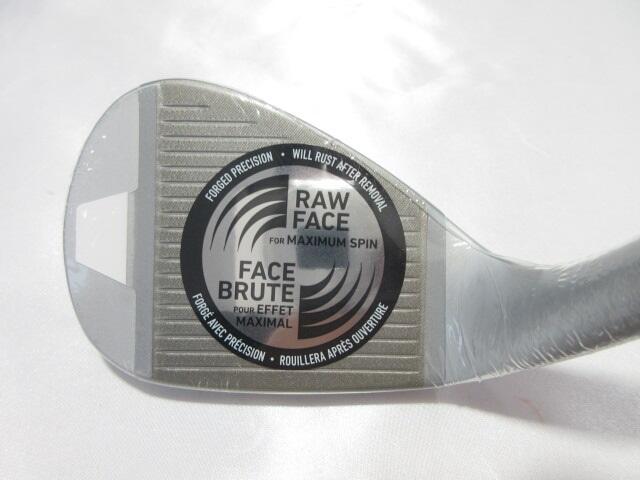 FORGED PRECISION • WILL RUST AFTER REMOVAL
RAW
FACE
FOR MAXIMUM SPIN
FACE
BRUTE
POUR EFFET
MAXIMAL
FORGÉ AVEC PRÉCISION • ROUILLERA APRÈS OUVERTURE